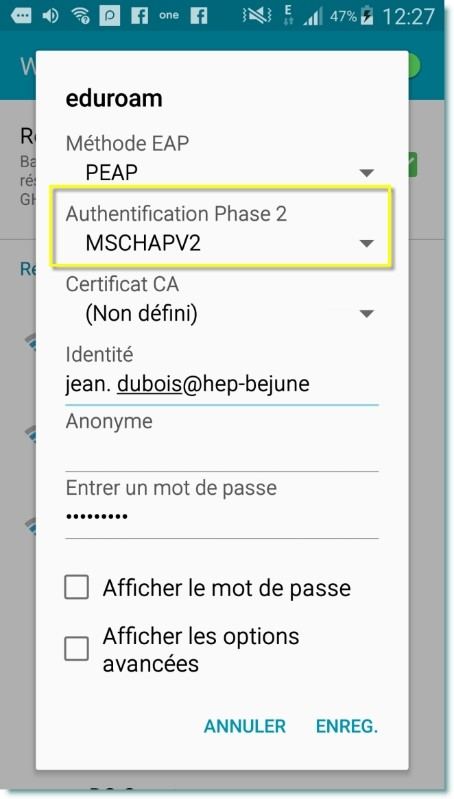 one 47% 12:27
W
eduroam
Ré
Ba
rés
GH
Méthode EAP
PEAP
Authentification Phase 2
MSCHAPV2
Ré
Certificat CA
(Non défini)
Identité
jean. dubois@hep-bejune
Anonyme
Entrer un mot de passe
•••••••••
Afficher le mot de passe
Afficher les options
avancées
ANNULER ENREG.